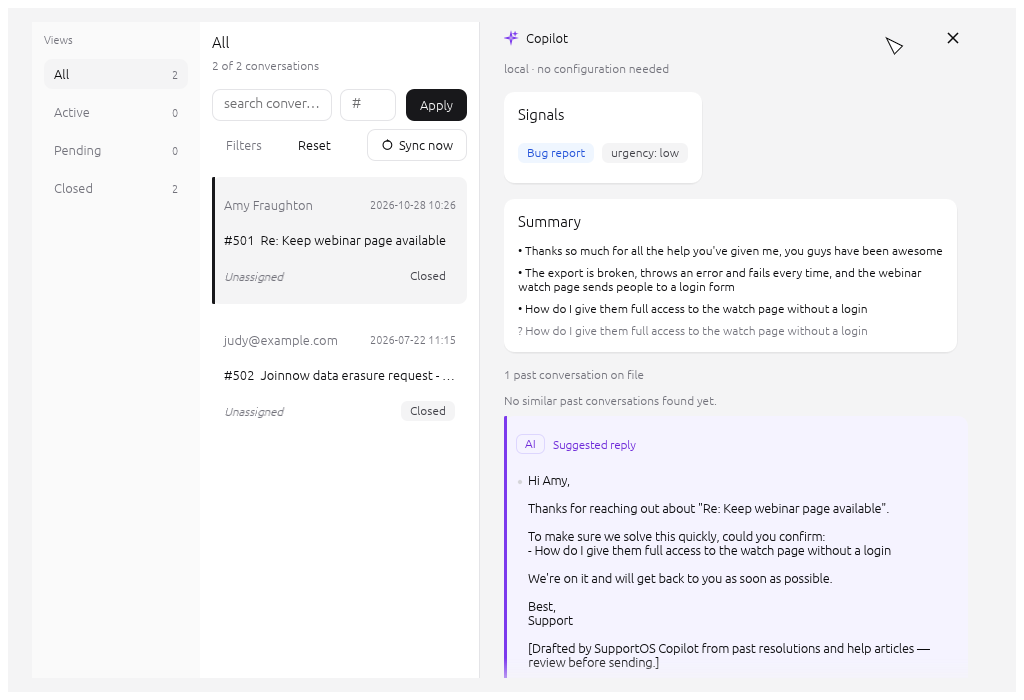 Views
All 2
Active 0
Pending 0
Closed 2
All
2 of 2 conversations
search conver... # Apply
Filters Reset Sync now
Amy Fraughton 2026-10-28 10:26
#501 Re: Keep webinar page available
Unassigned Closed
judy@example.com 2026-07-22 11:15
#502 Joinnow data erasure request - ...
Unassigned Closed
Copilot
local · no configuration needed
Signals
Bug report urgency: low
Summary
• Thanks so much for all the help you've given me, you guys have been awesome
• The export is broken, throws an error and fails every time, and the webinar
watch page sends people to a login form
• How do I give them full access to the watch page without a login
? How do I give them full access to the watch page without a login
1 past conversation on file
No similar past conversations found yet.
AI Suggested reply
Hi Amy,
Thanks for reaching out about "Re: Keep webinar page available".
To make sure we solve this quickly, could you confirm:
- How do I give them full access to the watch page without a login
We're on it and will get back to you as soon as possible.
Best,
Support
[Drafted by SupportOS Copilot from past resolutions and help articles —
review before sending.]